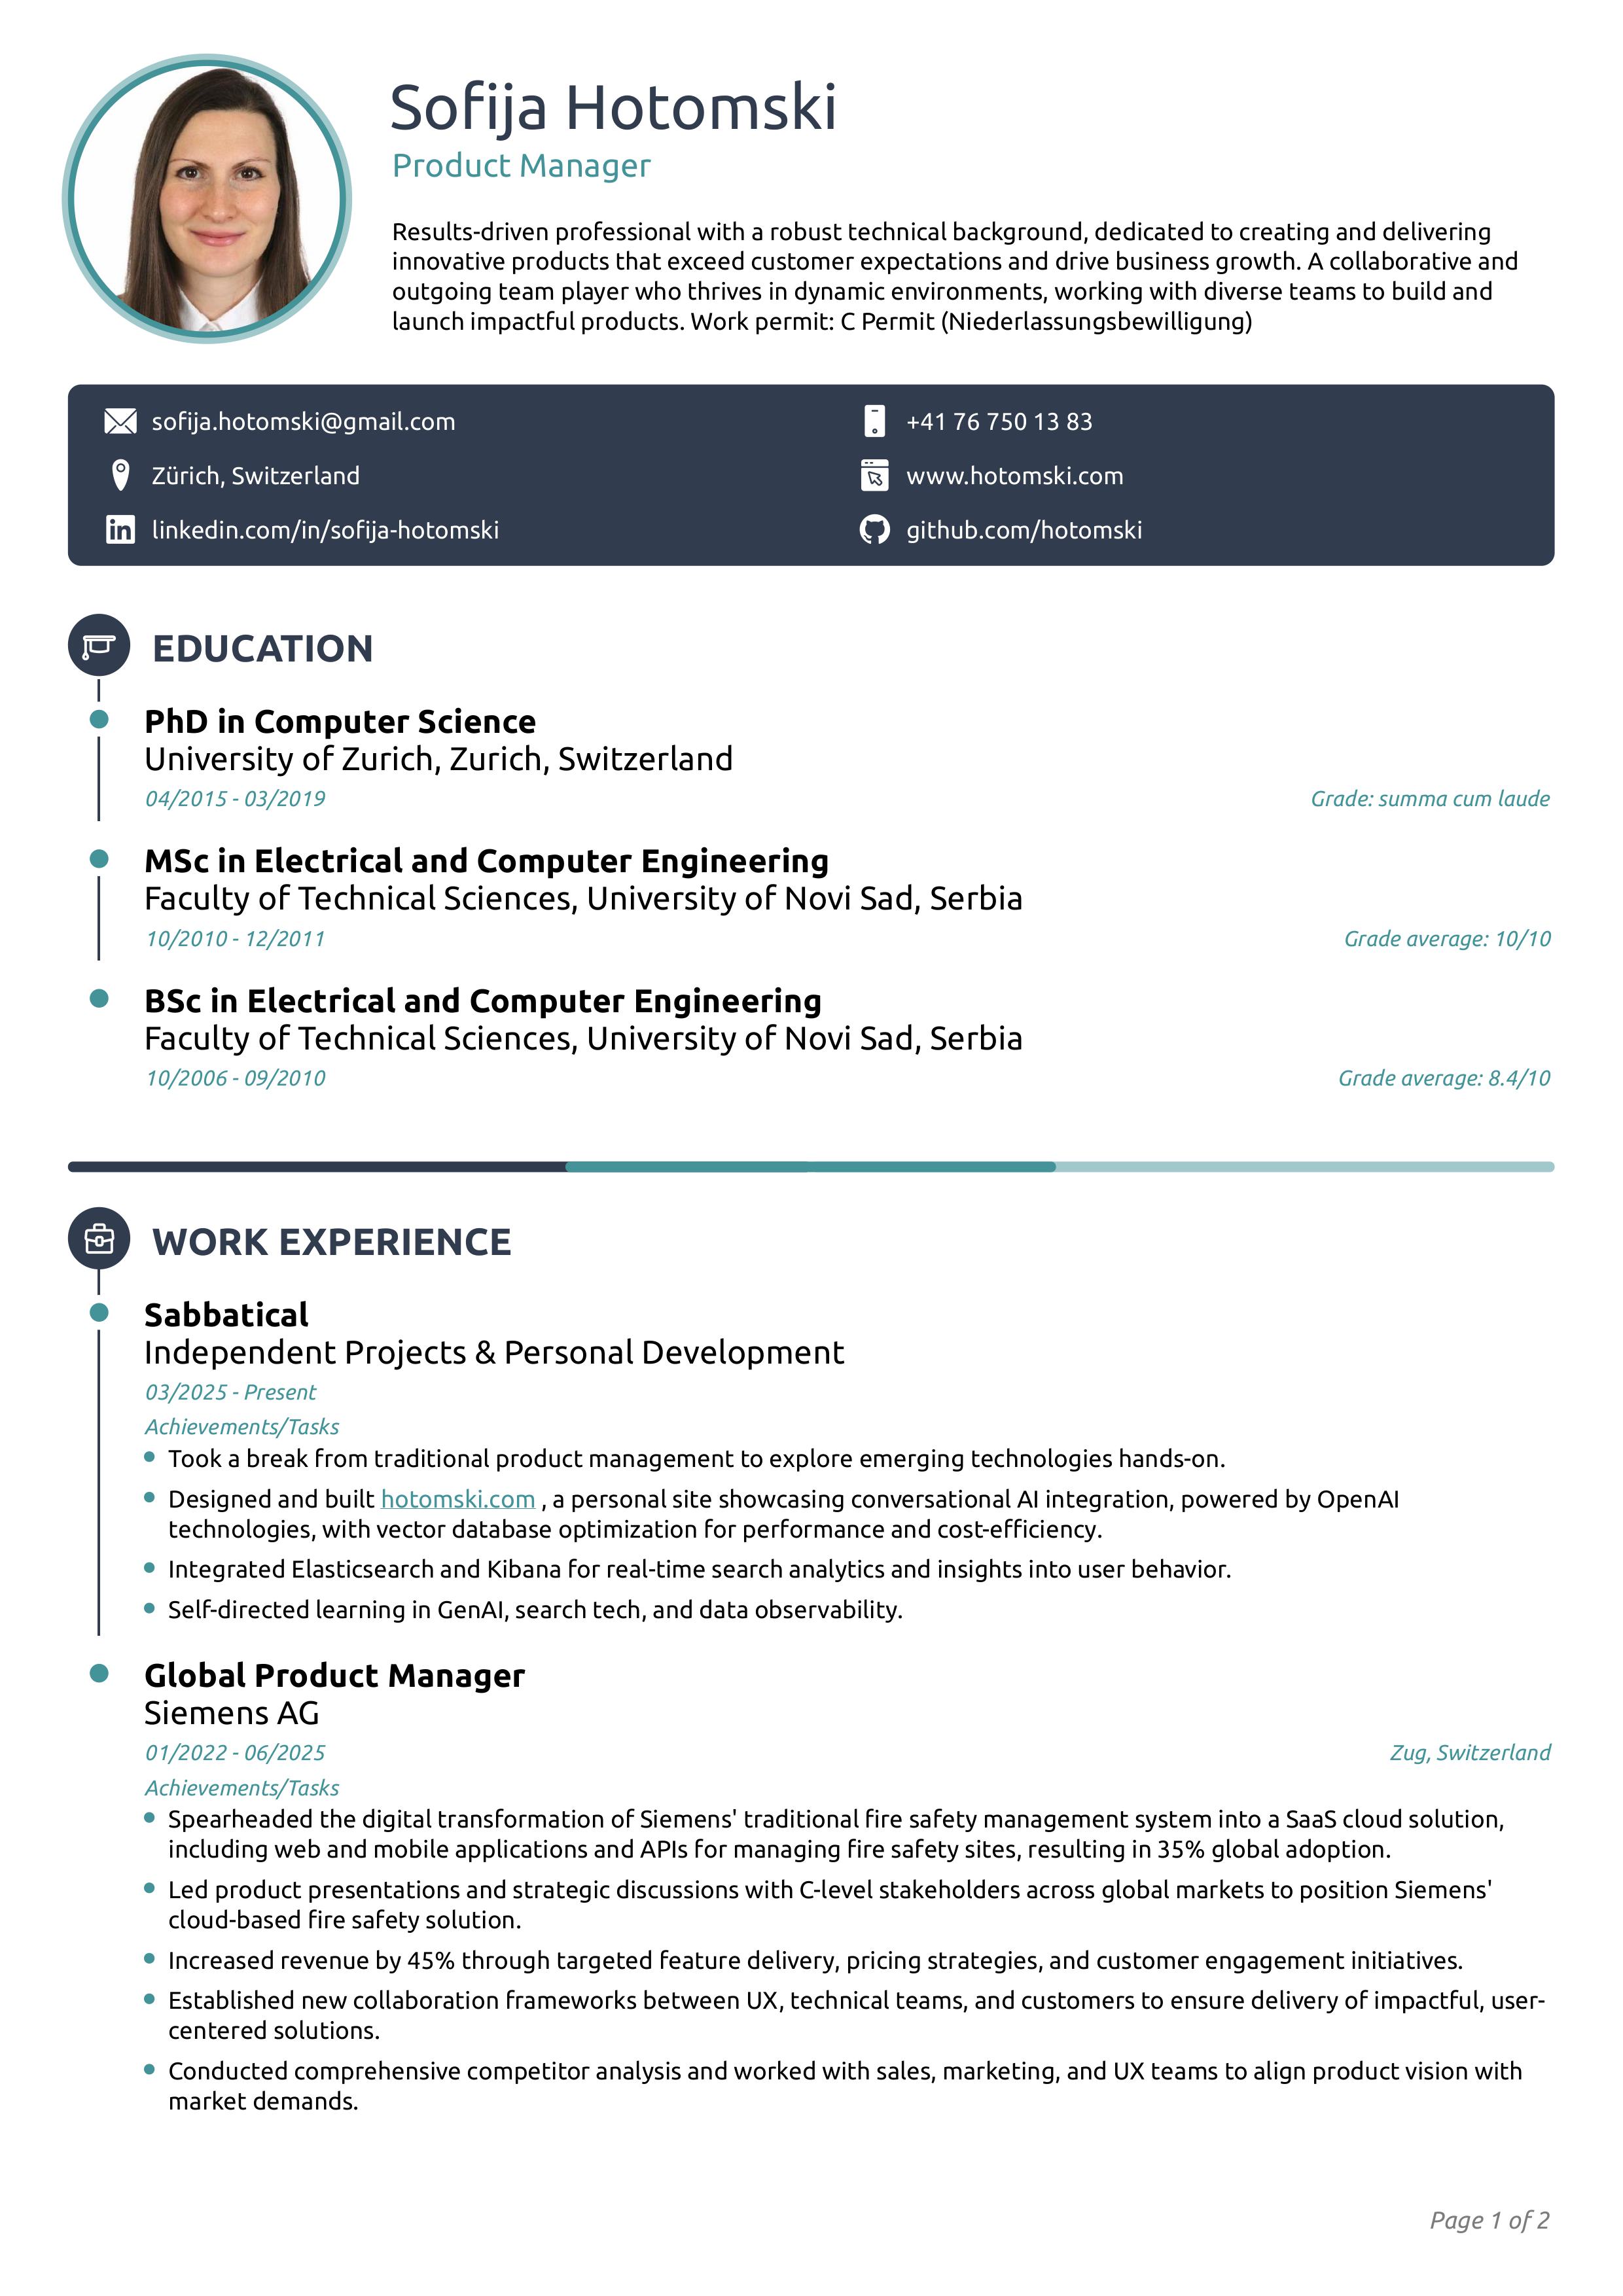 Sofija Hotomski
Product Manager
Results-driven professional with a robust technical background, dedicated to creating and delivering
innovative products that exceed customer expectations and drive business growth. A collaborative and
outgoing team player who thrives in dynamic environments, working with diverse teams to build and
launch impactful products. Work permit: C Permit (Niederlassungsbewilligung)
sofija.hotomski@gmail.com
+41 76 750 13 83
Zürich, Switzerland
www.hotomski.com
linkedin.com/in/sofija-hotomski
github.com/hotomski
EDUCATION
PhD in Computer Science
University of Zurich, Zurich, Switzerland
04/2015 - 03/2019 Grade: summa cum laude
MSc in Electrical and Computer Engineering
Faculty of Technical Sciences, University of Novi Sad, Serbia
10/2010 - 12/2011 Grade average: 10/10
BSc in Electrical and Computer Engineering
Faculty of Technical Sciences, University of Novi Sad, Serbia
10/2006 - 09/2010 Grade average: 8.4/10
WORK EXPERIENCE
Sabbatical
Independent Projects & Personal Development
03/2025 - Present
Achievements/Tasks
Took a break from traditional product management to explore emerging technologies hands-on.
Designed and built hotomski.com , a personal site showcasing conversational AI integration, powered by OpenAI
technologies, with vector database optimization for performance and cost-efficiency.
Integrated Elasticsearch and Kibana for real-time search analytics and insights into user behavior.
Self-directed learning in GenAI, search tech, and data observability.
Global Product Manager
Siemens AG
01/2022 - 06/2025 Zug, Switzerland
Achievements/Tasks
Spearheaded the digital transformation of Siemens' traditional fire safety management system into a SaaS cloud solution,
including web and mobile applications and APIs for managing fire safety sites, resulting in 35% global adoption.
Led product presentations and strategic discussions with C-level stakeholders across global markets to position Siemens'
cloud-based fire safety solution.
Increased revenue by 45% through targeted feature delivery, pricing strategies, and customer engagement initiatives.
Established new collaboration frameworks between UX, technical teams, and customers to ensure delivery of impactful, user-
centered solutions.
Conducted comprehensive competitor analysis and worked with sales, marketing, and UX teams to align product vision with
market demands.
Page 1 of 2